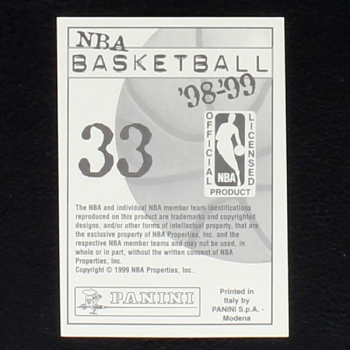 NBA
BASKETBALL
'98-'99
33
OFFICIAL
LICENSED
NBA
PRODUCT
The NBA and individual NBA member team identifications
reproduced on this product are trademarks and copyrighted
designs, and/or other forms of intellectual property, that are
the exclusive property of NBA Properties, Inc. and the
respective NBA member teams and may not be used, in
whole or in part, without the written consent of NBA
Properties, Inc.
Copyright © 1999 NBA Properties, Inc.
PANINI
Printed in
Italy by
PANINI S.p.A. -
Modena